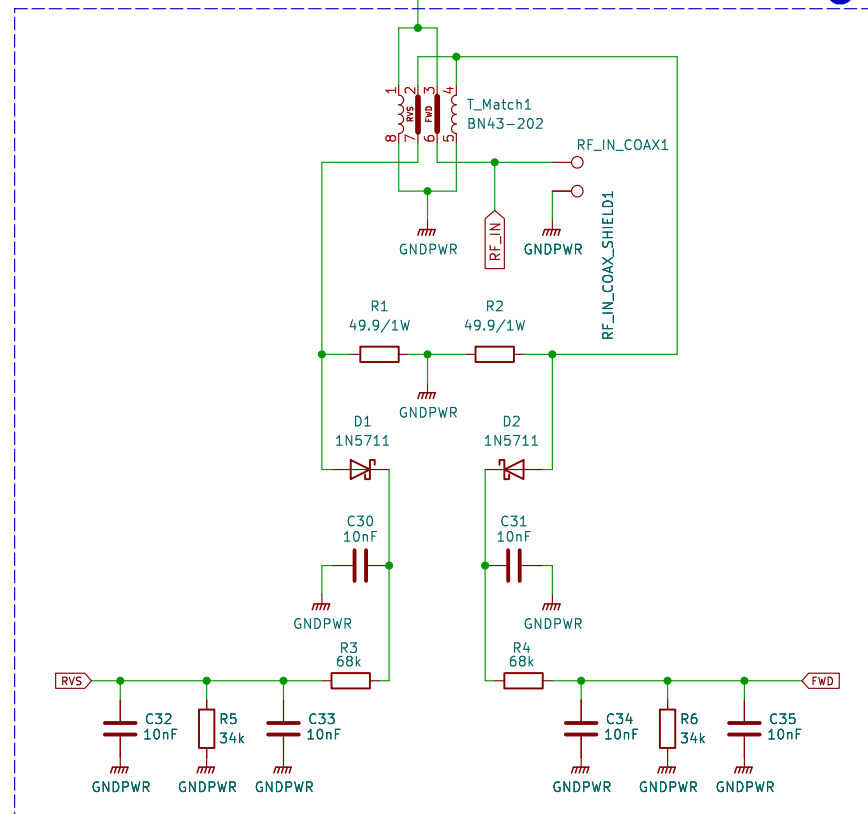 1 2 3 4
RVS FWD
T_Match1
BN43-202
8 7 6 5
RF_IN_COAX1
RF_IN_COAX_SHIELD1
RF_IN
GNDPWR
GNDPWR
R1
49.9/1W
R2
49.9/1W
GNDPWR
D1
1N5711
D2
1N5711
C30
10nF
C31
10nF
GNDPWR
GNDPWR
R3
68k
R4
68k
RVS
FWD
C32
10nF
R5
34k
C33
10nF
C34
10nF
R6
34k
C35
10nF
GNDPWR
GNDPWR
GNDPWR
GNDPWR
GNDPWR
GNDPWR